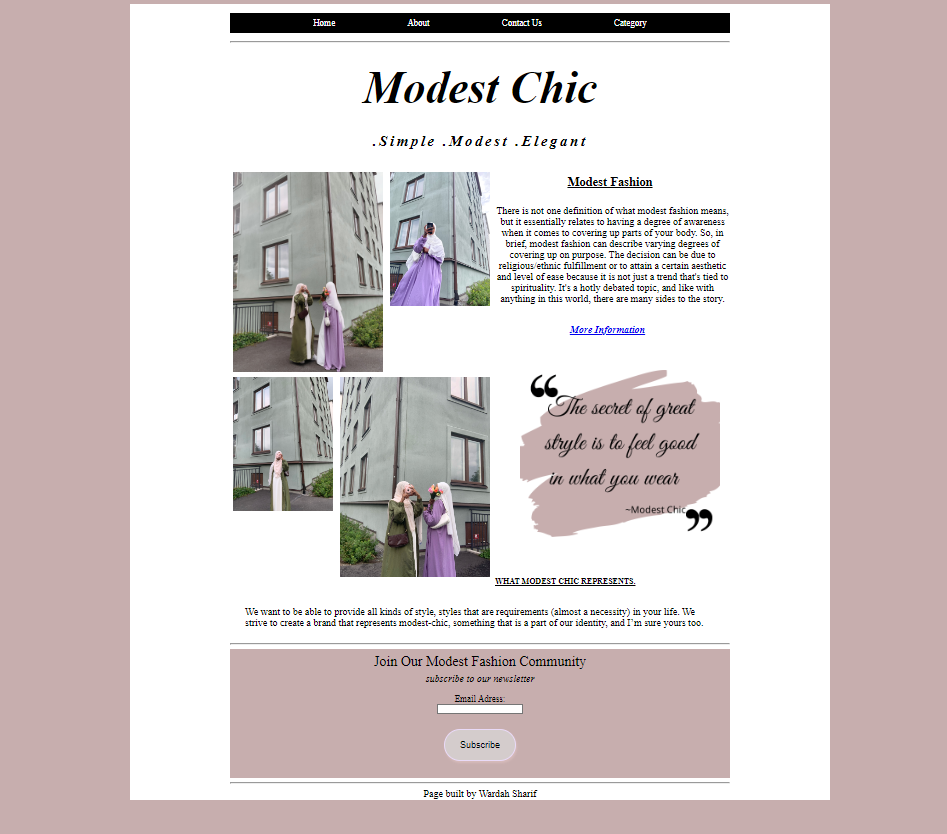 Home About Contact Us Category
Modest Chic
.Simple .Modest .Elegant
Modest Fashion
There is not one definition of what modest fashion means,
but it essentially relates to having a degree of awareness
when it comes to covering up parts of your body. So, in
brief, modest fashion can describe varying degrees of
covering up on purpose. The decision can be due to
religious/ethnic fulfillment or to attain a certain aesthetic
and level of ease because it is not just a trend that's tied to
spirituality. It's a hotly debated topic, and like with
anything in this world, there are many sides to the story.
More Information
“The secret of great
style is to feel good
in what you wear
~Modest Chic”
WHAT MODEST CHIC REPRESENTS.
We want to be able to provide all kinds of style, styles that are requirements (almost a necessity) in your life. We
strive to create a brand that represents modest-chic, something that is a part of our identity, and I’m sure yours too.
Join Our Modest Fashion Community
subscribe to our newsletter
Email Adress:
Subscribe
Page built by Wardah Sharif